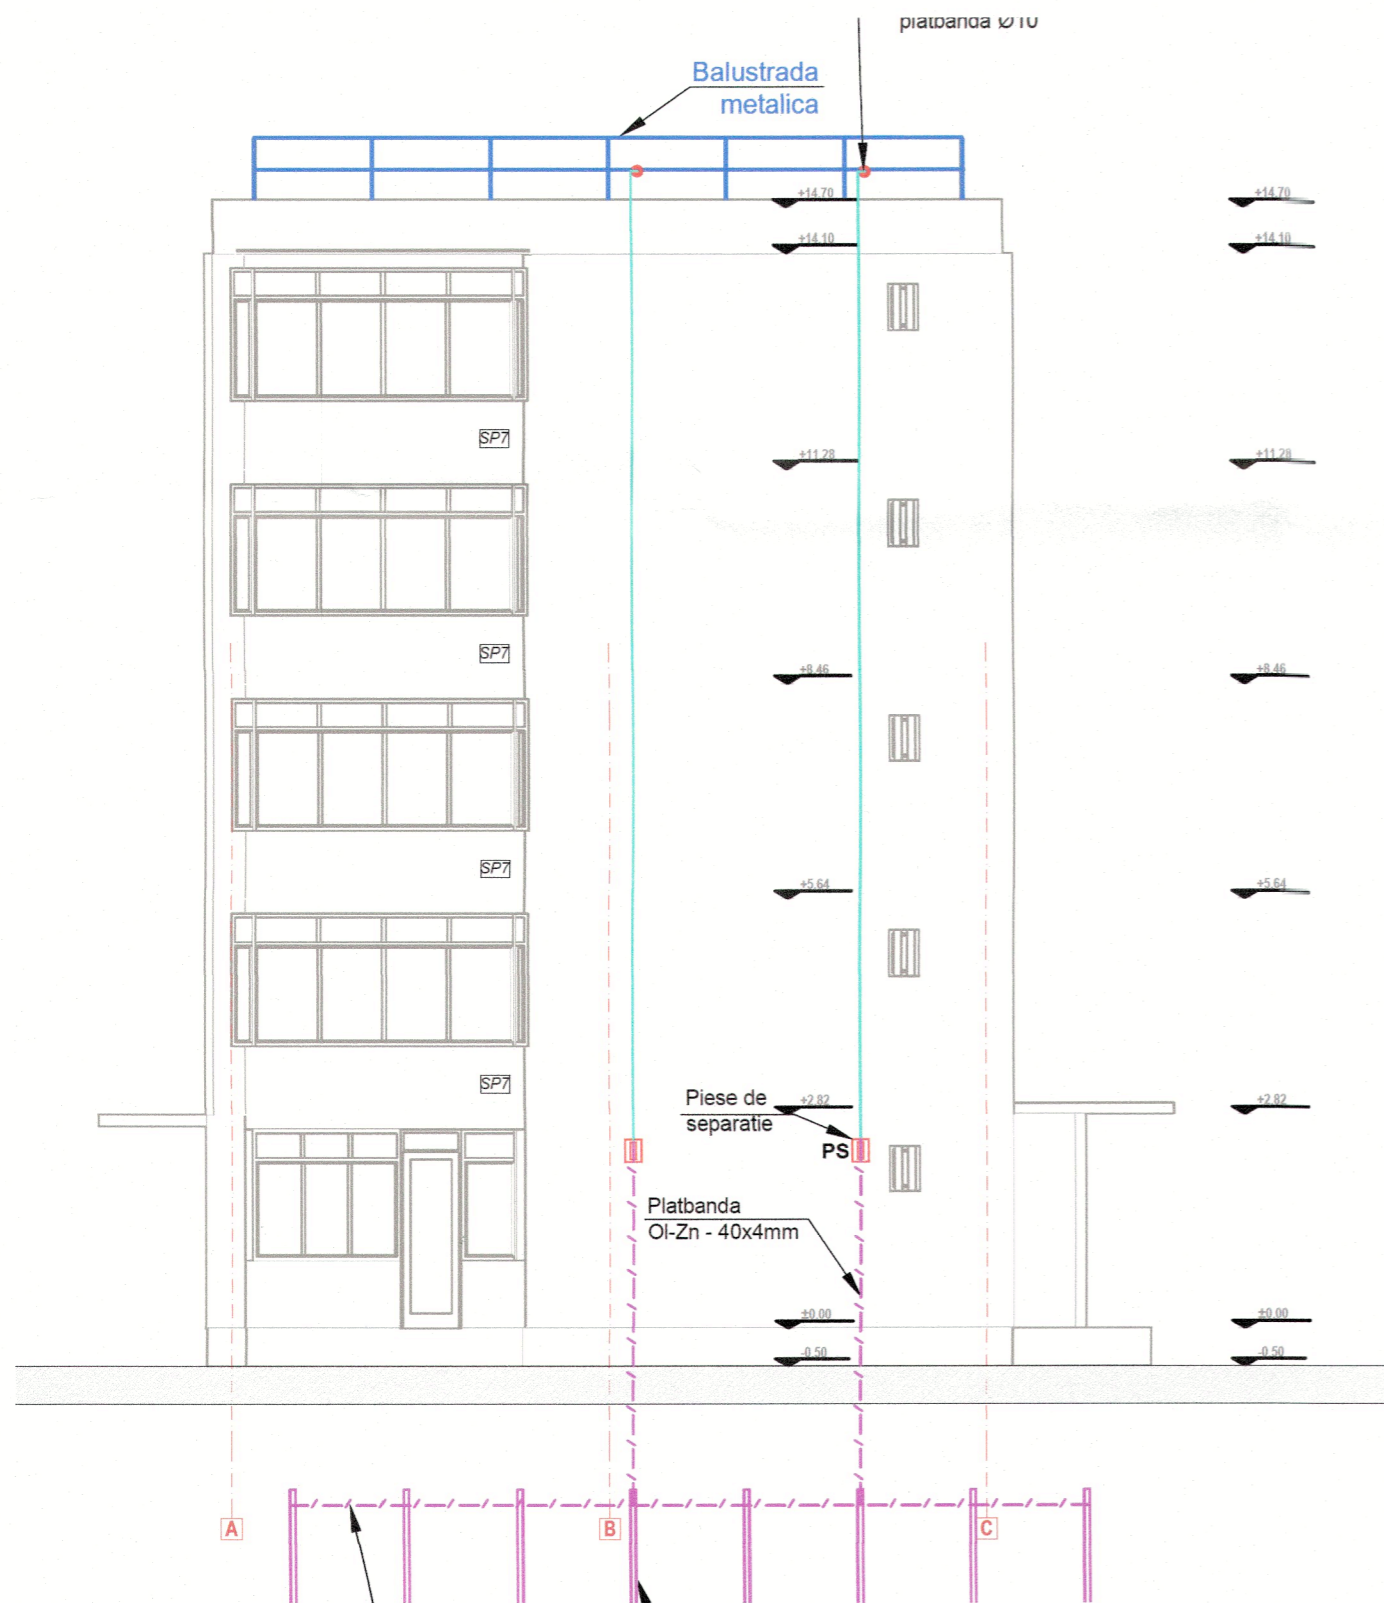 platbanda Ø10
Balustrada
metalica
+14.70
+14.70
+14.10
+14.10
SP7
+11.28
+11.28
SP7
+8.46
+8.46
SP7
+5.64
+5.64
SP7
Piese de
separatie
+2.82
+2.82
PS
Platbanda
Ol-Zn - 40x4mm
±0.00
±0.00
-0.50
-0.50
A
B
C